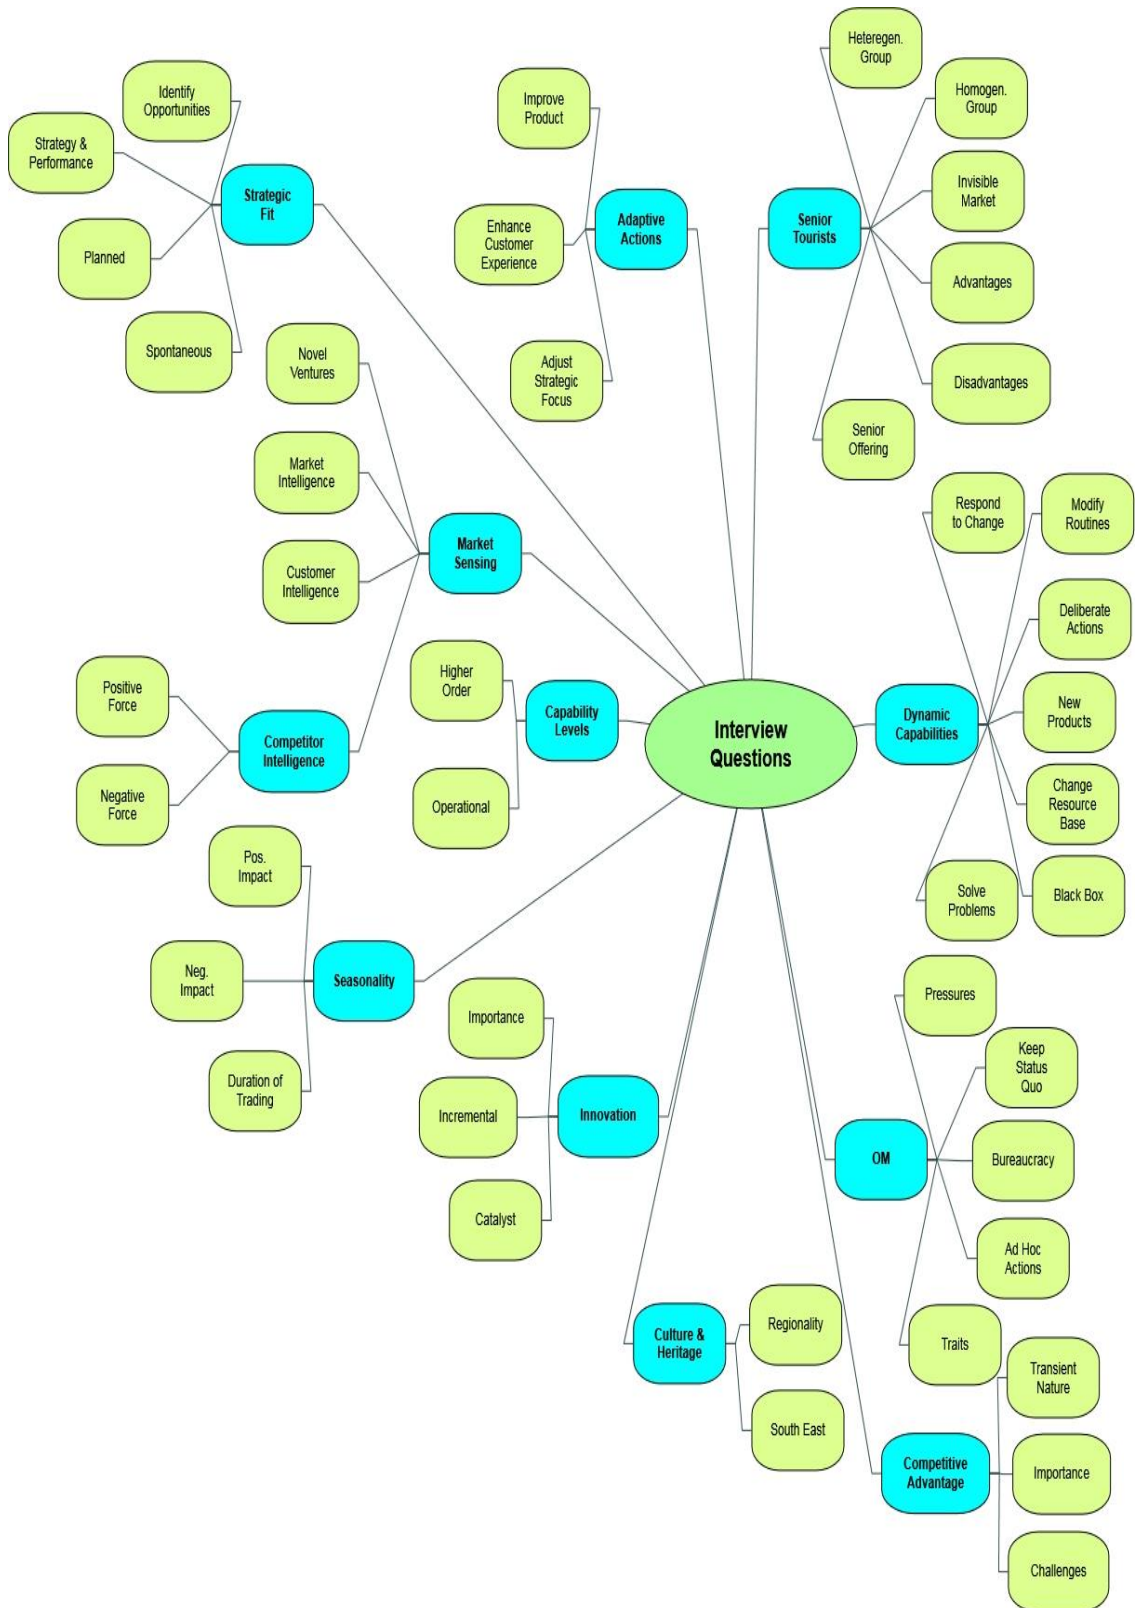 Heteregen.
Group
Identify
Opportunities
Improve
Product
Homogen.
Group
Strategy &
Performance
Strategic
Fit
Invisible
Market
Enhance
Customer
Experience
Adaptive
Actions
Senior
Tourists
Planned
Advantages
Spontaneous
Novel
Ventures
Adjust
Strategic
Focus
Disadvantages
Senior
Offering
Market
Intelligence
Respond
to Change
Modify
Routines
Market
Sensing
Customer
Intelligence
Deliberate
Actions
Higher
Order
Positive
Force
Capability
Levels
Interview
Questions
Dynamic
Capabilities
New
Products
Competitor
Intelligence
Negative
Force
Operational
Change
Resource
Base
Pos.
Impact
Solve
Problems
Black Box
Neg.
Impact
Seasonality
Pressures
Importance
Keep
Status
Quo
Duration of
Trading
Incremental
Innovation
OM
Bureaucracy
Catalyst
Ad Hoc
Actions
Culture &
Heritage
Regionality
Traits
Transient
Nature
South East
Competitive
Advantage
Importance
Challenges